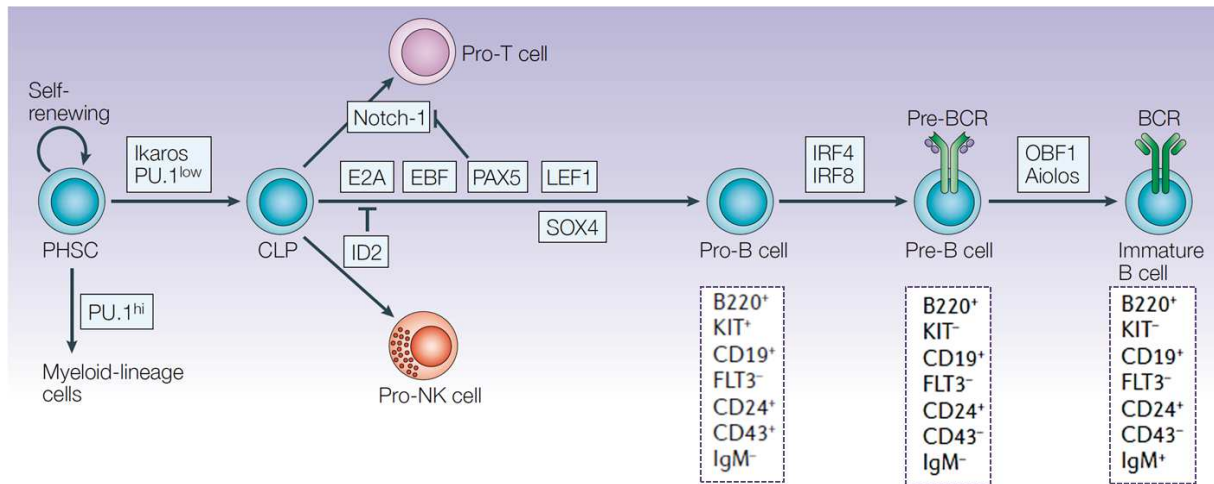 Self-
renewing
PHSC
Ikaros
PU.1ˡᵒʷ
PU.1ʰⁱ
Myeloid-lineage
cells
CLP
Pro-T cell
Notch-1
E2A
EBF
PAX5
LEF1
SOX4
ID2
Pro-NK cell
Pro-B cell
IRF4
IRF8
Pre-BCR
Pre-B cell
OBF1
Aiolos
BCR
Immature
B cell
B220⁺
KIT⁺
CD19⁺
FLT3⁻
CD24⁺
CD43⁺
IgM⁻
B220⁺
KIT⁻
CD19⁺
FLT3⁻
CD24⁺
CD43⁻
IgM⁻
B220⁺
KIT⁻
CD19⁺
FLT3⁻
CD24⁺
CD43⁻
IgM⁺